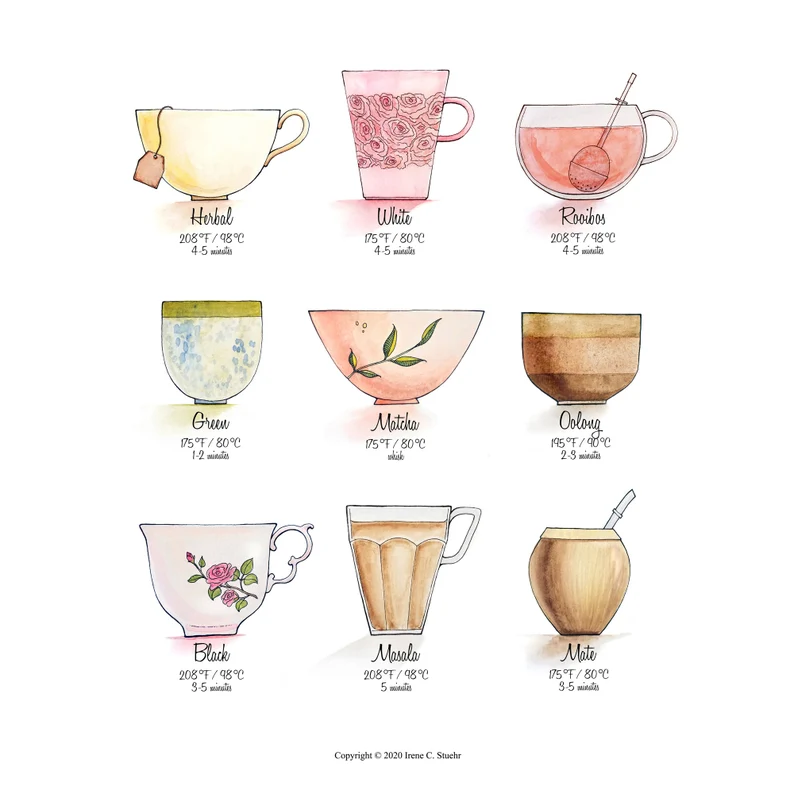 Herbal
208°F / 98°C
4-5 minutes
White
175°F / 80°C
4-5 minutes
Rooibos
208°F / 98°C
4-5 minutes
Green
175°F / 80°C
1-2 minutes
Matcha
175°F / 80°C
whisk
Oolong
195°F / 90°C
2-3 minutes
Black
208°F / 98°C
3-5 minutes
Masala
208°F / 98°C
5 minutes
Mate
175°F / 80°C
3-5 minutes
Copyright © 2020 Irene C. Stuehr